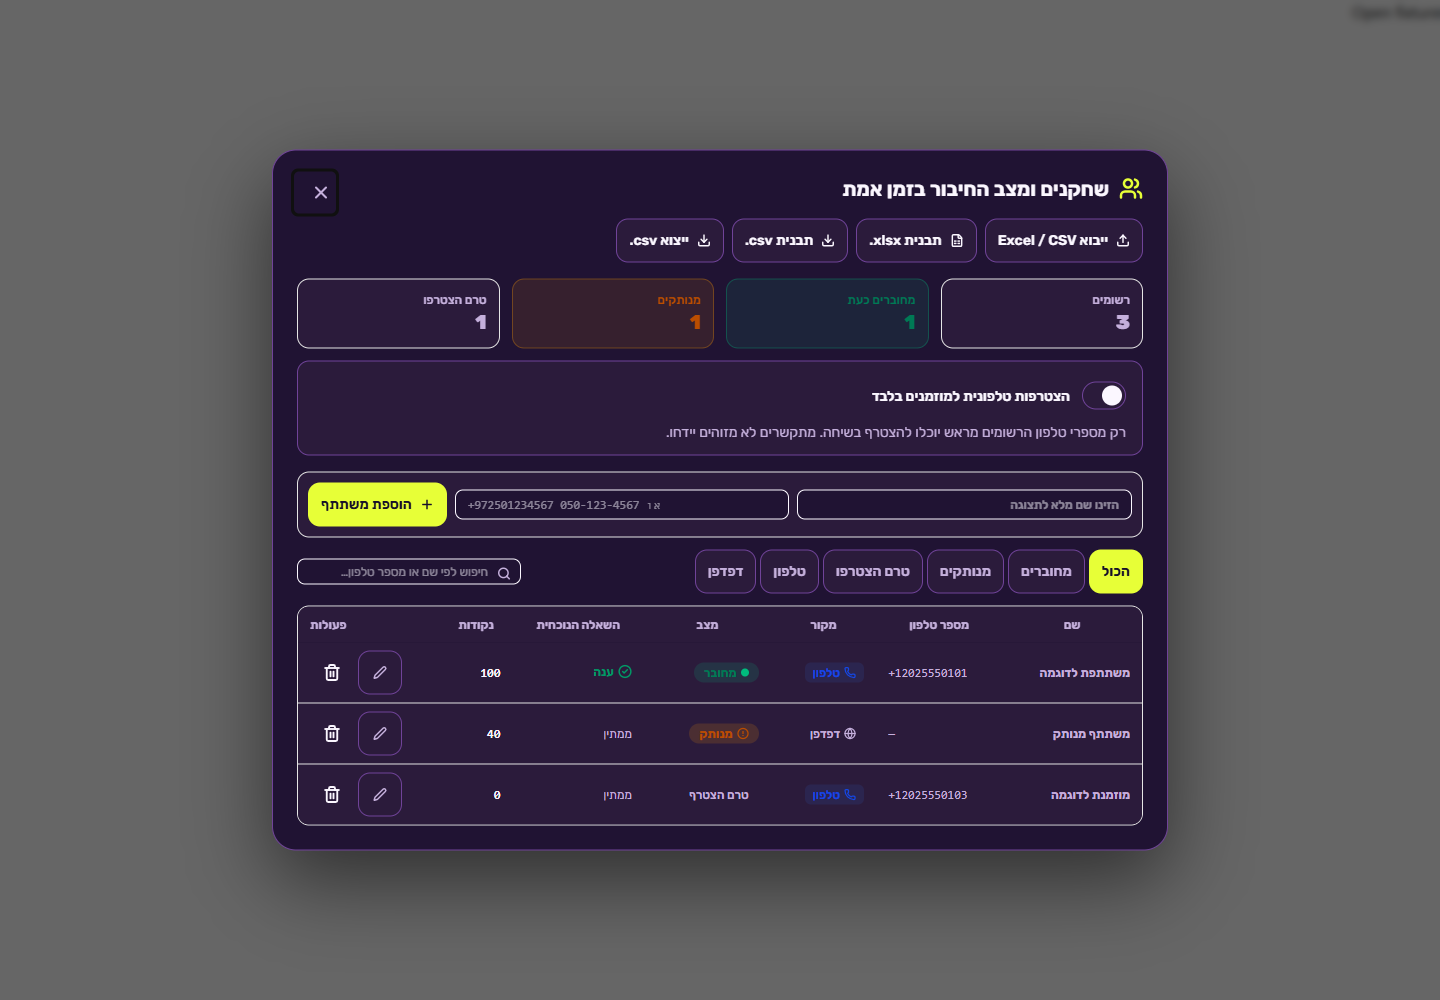 שחקנים ומצב החיבור בזמן אמת
ייבוא Excel / CSV
תבנית xlsx.
תבנית csv.
ייצוא csv.
רשומים
3
מחוברים כעת
1
מנותקים
1
טרם הצטרפו
1
הצטרפות טלפונית למוזמנים בלבד
רק מספרי טלפון הרשומים מראש יוכלו להצטרף בשיחה. מתקשרים לא מזוהים יידחו.
הזינו שם מלא לתצוגה
+972501234567 או 050-123-4567
הוספת משתתף
הכול
מחוברים
מנותקים
טרם הצטרפו
טלפון
דפדפן
חיפוש לפי שם או מספר טלפון...
שם מספר טלפון מקור מצב השאלה הנוכחית נקודות פעולות
משתתפת לדוגמה +12025550101 טלפון מחובר ענה 100
משתתף מנותק – דפדפן מנותק ממתין 40
מוזמנת לדוגמה +12025550103 טלפון טרם הצטרף ממתין 0